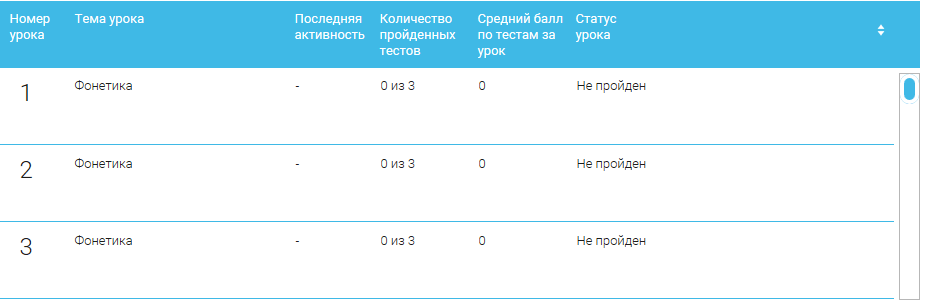 Номер урока Тема урока Последняя активность Количество пройденных тестов Средний балл по тестам за урок Статус урока
1 Фонетика - 0 из 3 0 Не пройден
2 Фонетика - 0 из 3 0 Не пройден
3 Фонетика - 0 из 3 0 Не пройден